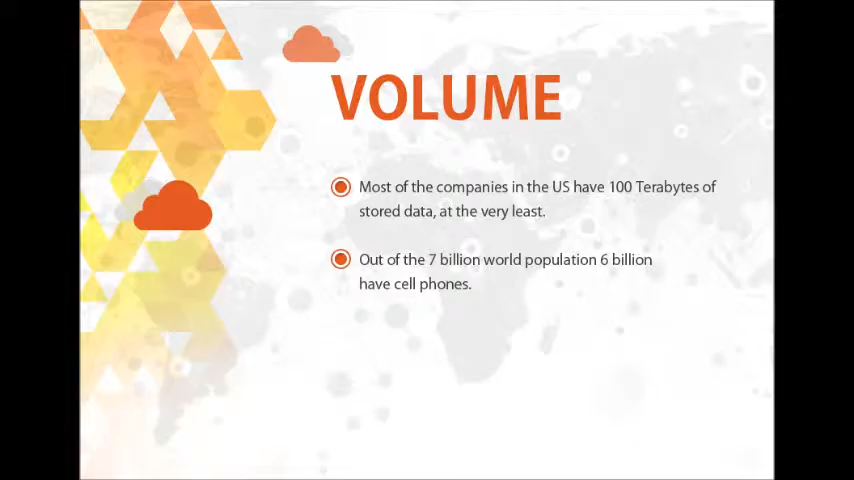 VOLUME
Most of the companies in the US have 100 Terabytes of
stored data, at the very least.
Out of the 7 billion world population 6 billion
have cell phones.